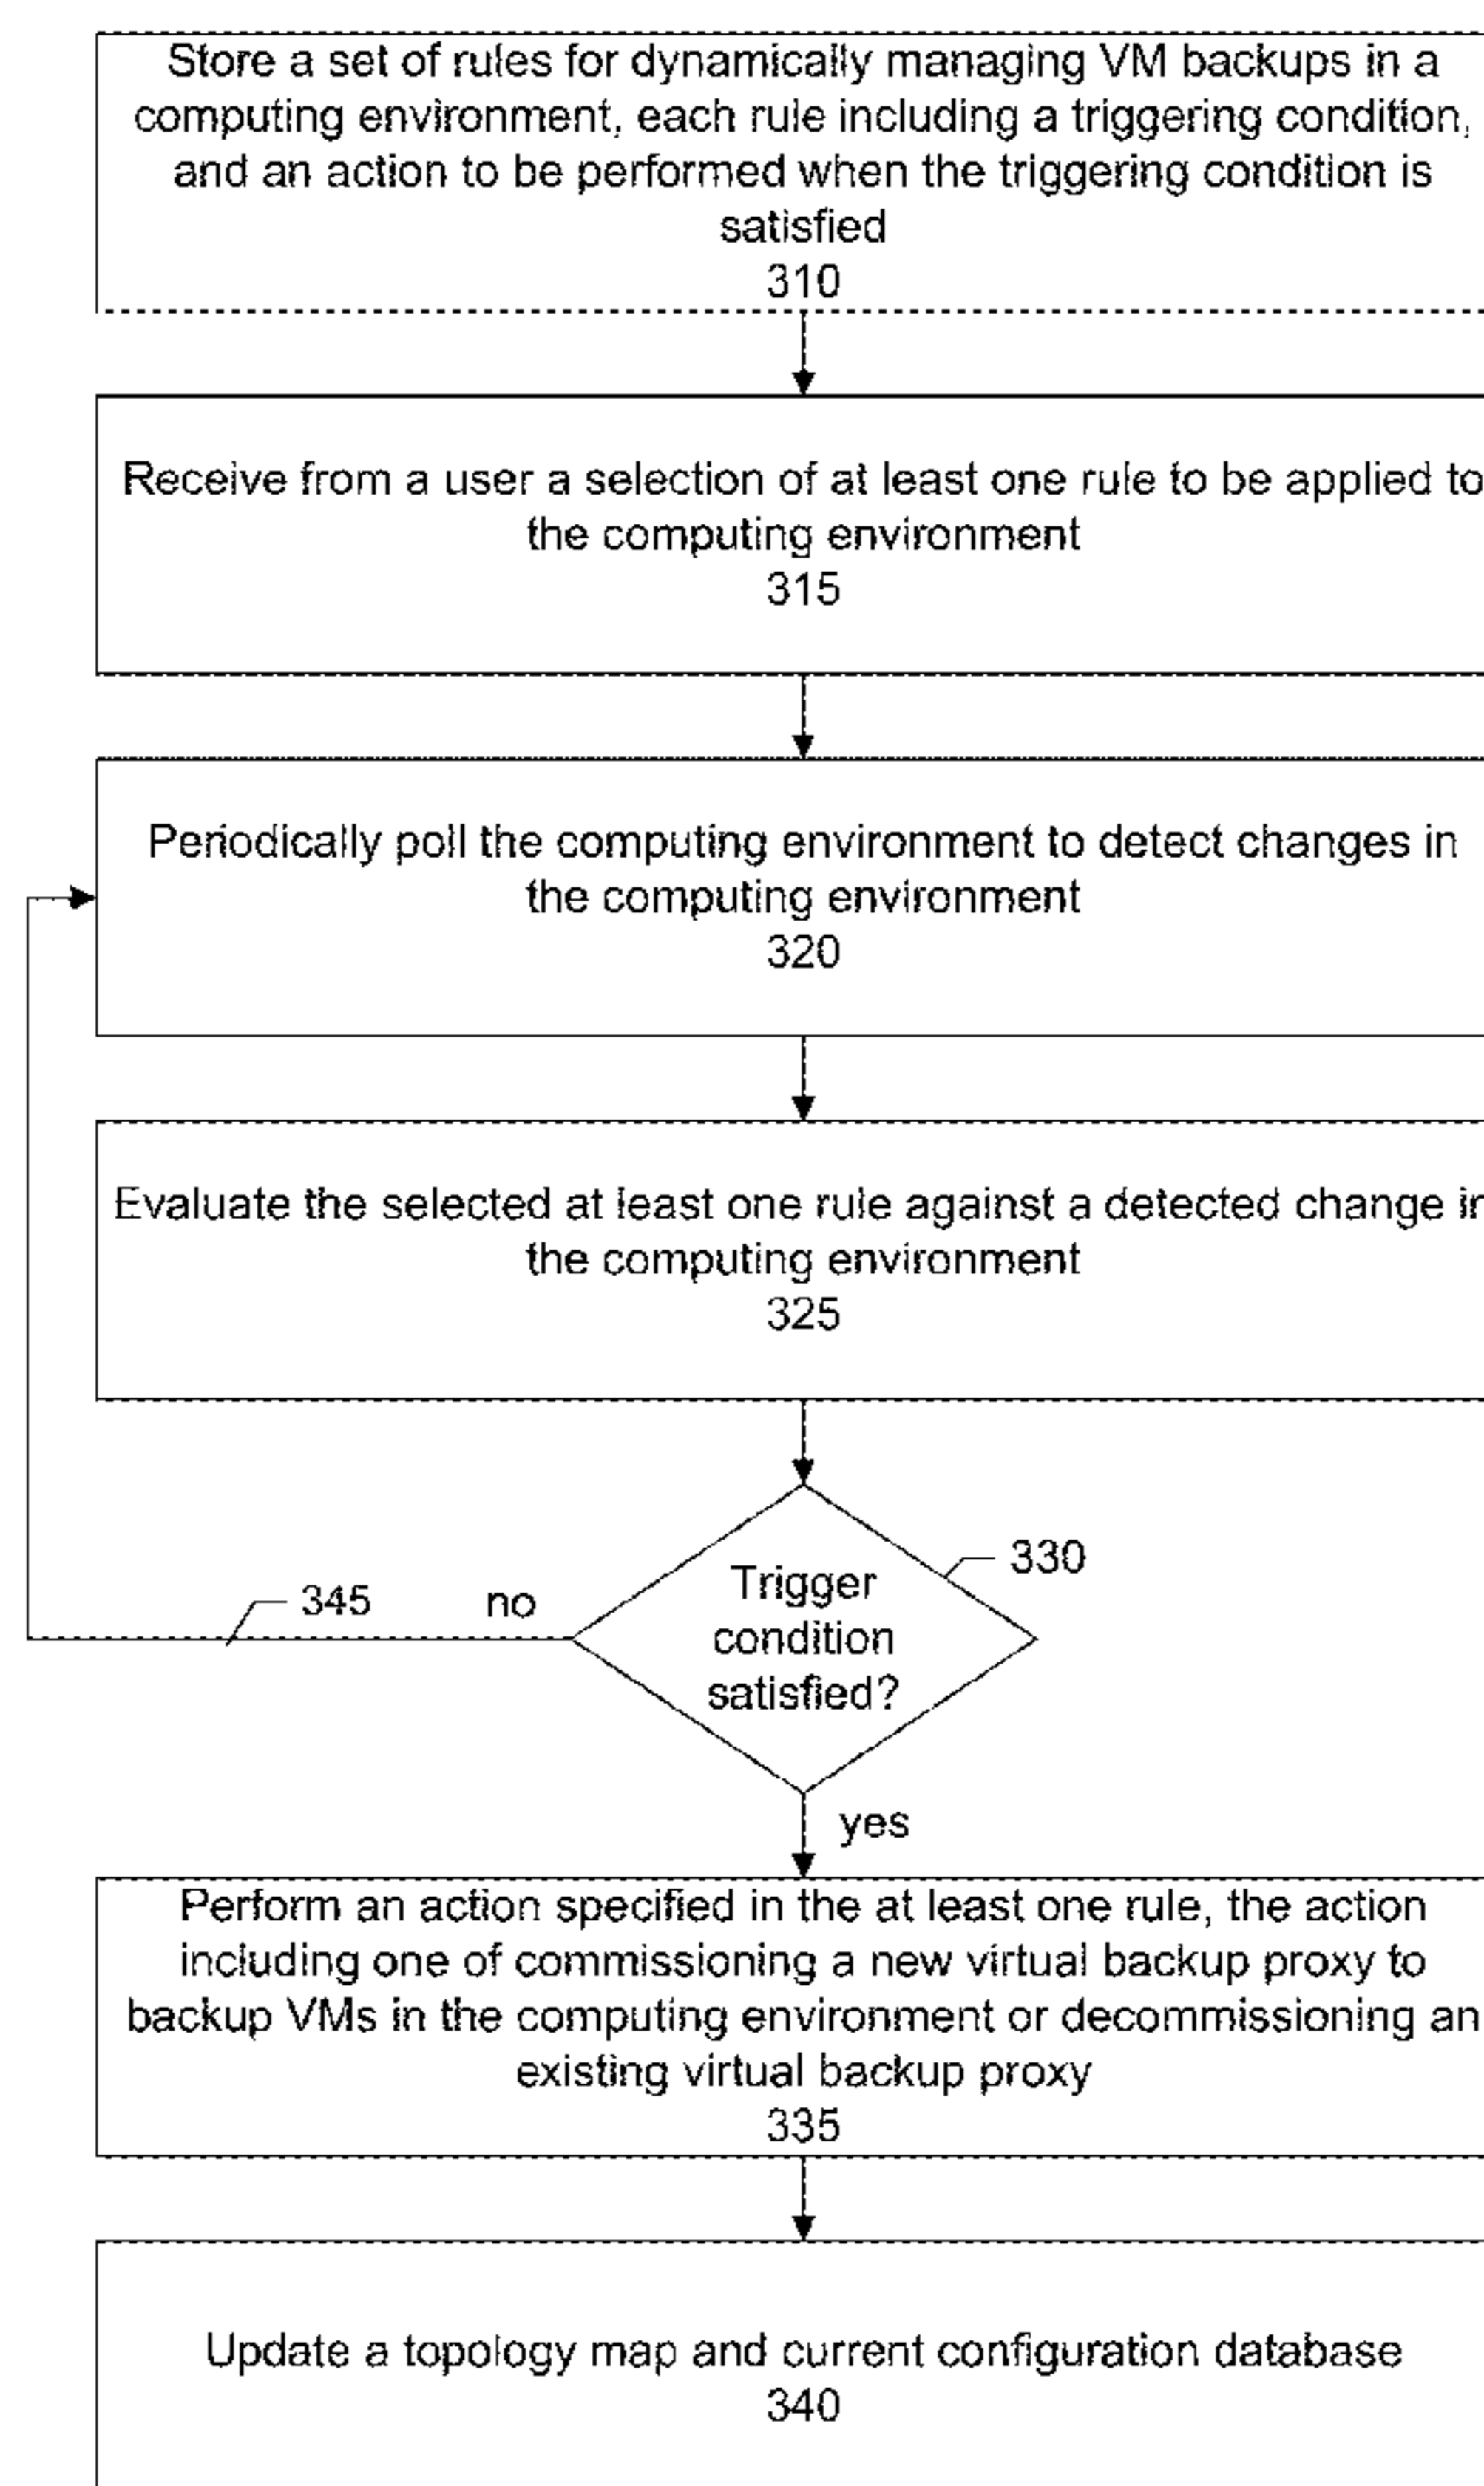 Store a set of rules for dynamically managing VM backups in a
computing environment, each rule including a triggering condition,
and an action to be performed when the triggering condition is
satisfied
310
Receive from a user a selection of at least one rule to be applied to
the computing environment
315
Periodically poll the computing environment to detect changes in
the computing environment
320
Evaluate the selected at least one rule against a detected change in
the computing environment
325
330
Trigger
condition
satisfied?
345
no
yes
Perform an action specified in the at least one rule, the action
including one of commissioning a new virtual backup proxy to
backup VMs in the computing environment or decommissioning an
existing virtual backup proxy
335
Update a topology map and current configuration database
340